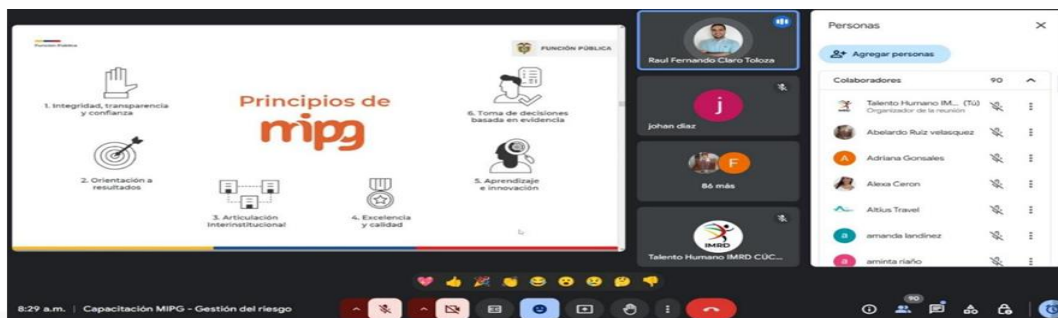 Función Pública
FUNCIÓN PÚBLICA
1. Integridad, transparencia
y confianza
Principios de
mipg
6. Toma de decisiones
basada en evidencia
2. Orientación a
resultados
5. Aprendizaje
e innovación
3. Articulación
Interinstitucional
4. Excelencia
y calidad
Raul Fernando Claro Toloza
j
johan diaz
F
86 más
IMRD
Talento Humano IMRD CÚC...
Personas
Agregar personas
Colaboradores
90
Talento Humano IM... (Tú)
Organizador de la reunión
Abelardo Ruiz velasquez
A
Adriana Gonsales
Alexa Ceron
Altius Travel
a
amanda landinez
a
aminta riaño
8:29 a.m. | Capacitación MIPG - Gestión del riesgo
90